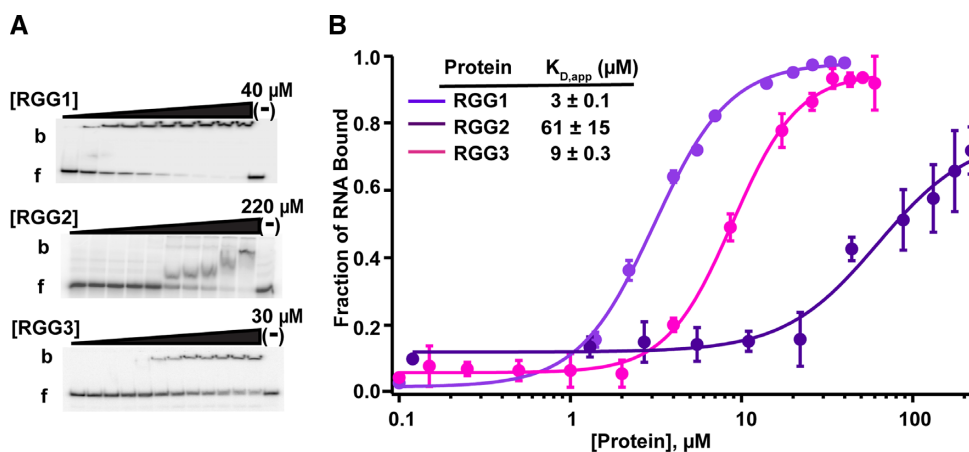 A
[RGG1]
40 μM
(-)
b
f
[RGG2]
220 μM
(-)
b
f
[RGG3]
30 μM
(-)
b
f
B
Protein K_D,app (μM)
RGG1 3 ± 0.1
RGG2 61 ± 15
RGG3 9 ± 0.3
Fraction of RNA Bound
1.0
0.8
0.6
0.4
0.2
0.0
0.1 1 10 100
[Protein], μM